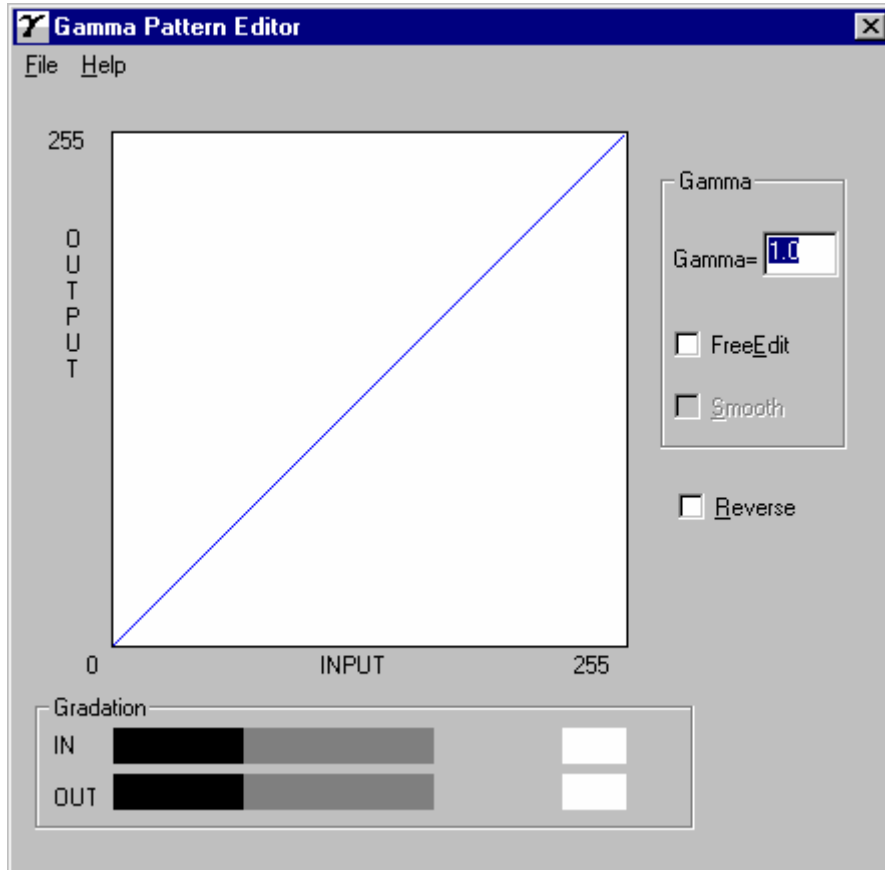 γ Gamma Pattern Editor
File Help
255
OUTPUT
Gamma
Gamma= 1.0
FreeEdit
Smooth
Reverse
0 INPUT 255
Gradation
IN
OUT